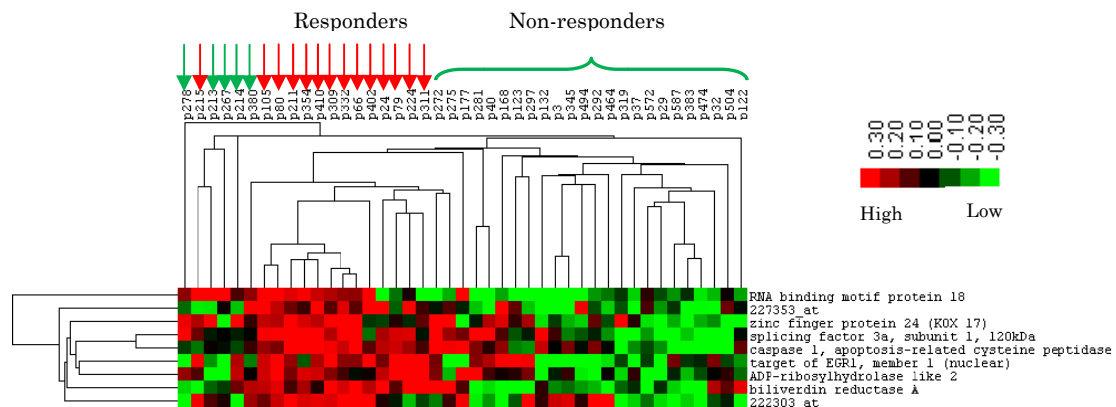 Responders
Non-responders
p278 p215 p213 p267 p214 p380 p105 p80 p211 p354 p410 p309 p332 p66 p402 p24 p79 p224 p311 p272 p275 p177 p281 p40 p168 p123 p297 p132 p3 p345 p494 p292 p464 p319 p37 p572 p29 p587 p383 p474 p32 p504 b122
0.30 0.20 0.10 0.00 -0.10 -0.20 -0.30
High Low
RNA binding motif protein 18
227353_at
zinc finger protein 24 (KOX 17)
splicing factor 3a, subunit 1, 120kDa
caspase 1, apoptosis-related cysteine peptidase
target of EGR1, member 1 (nuclear)
ADP-ribosylhydrolase like 2
biliverdin reductase A
222303_at